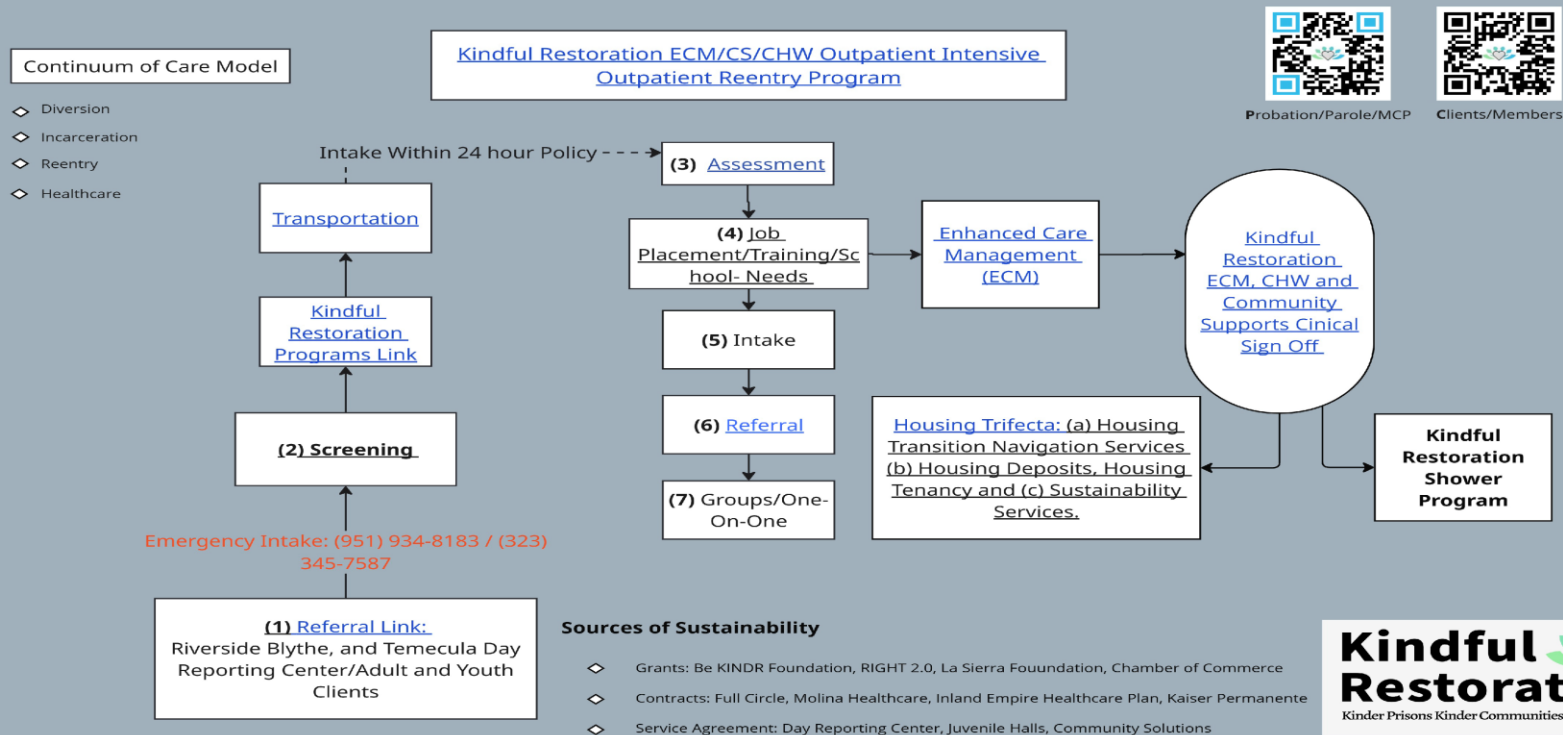 Continuum of Care Model
Diversion
Incarceration
Reentry
Healthcare
Kindful Restoration ECM/CS/CHW Outpatient Intensive
Outpatient Reentry Program
Probation/Parole/MCP
Clients/Members
Intake Within 24 hour Policy
Transportation
Kindful
Restoration
Programs Link
(2) Screening
Emergency Intake: (951) 934-8183 / (323)
345-7587
(1) Referral Link:
Riverside Blythe, and Temecula Day
Reporting Center/Adult and Youth
Clients
(3) Assessment
(4) Job
Placement/Training/Sc
hool- Needs
(5) Intake
(6) Referral
(7) Groups/One-
On-One
Enhanced Care
Management
(ECM)
Kindful
Restoration
ECM, CHW and
Community
Supports Cinical
Sign Off
Housing Trifecta: (a) Housing
Transition Navigation Services
(b) Housing Deposits, Housing
Tenancy and (c) Sustainability
Services.
Kindful
Restoration
Shower
Program
Sources of Sustainability
Grants: Be KINDR Foundation, RIGHT 2.0, La Sierra Fouundation, Chamber of Commerce
Contracts: Full Circle, Molina Healthcare, Inland Empire Healthcare Plan, Kaiser Permanente
Service Agreement: Day Reporting Center, Juvenile Halls, Community Solutions
Kindful
Restorat
Kinder Prisons Kinder Communities